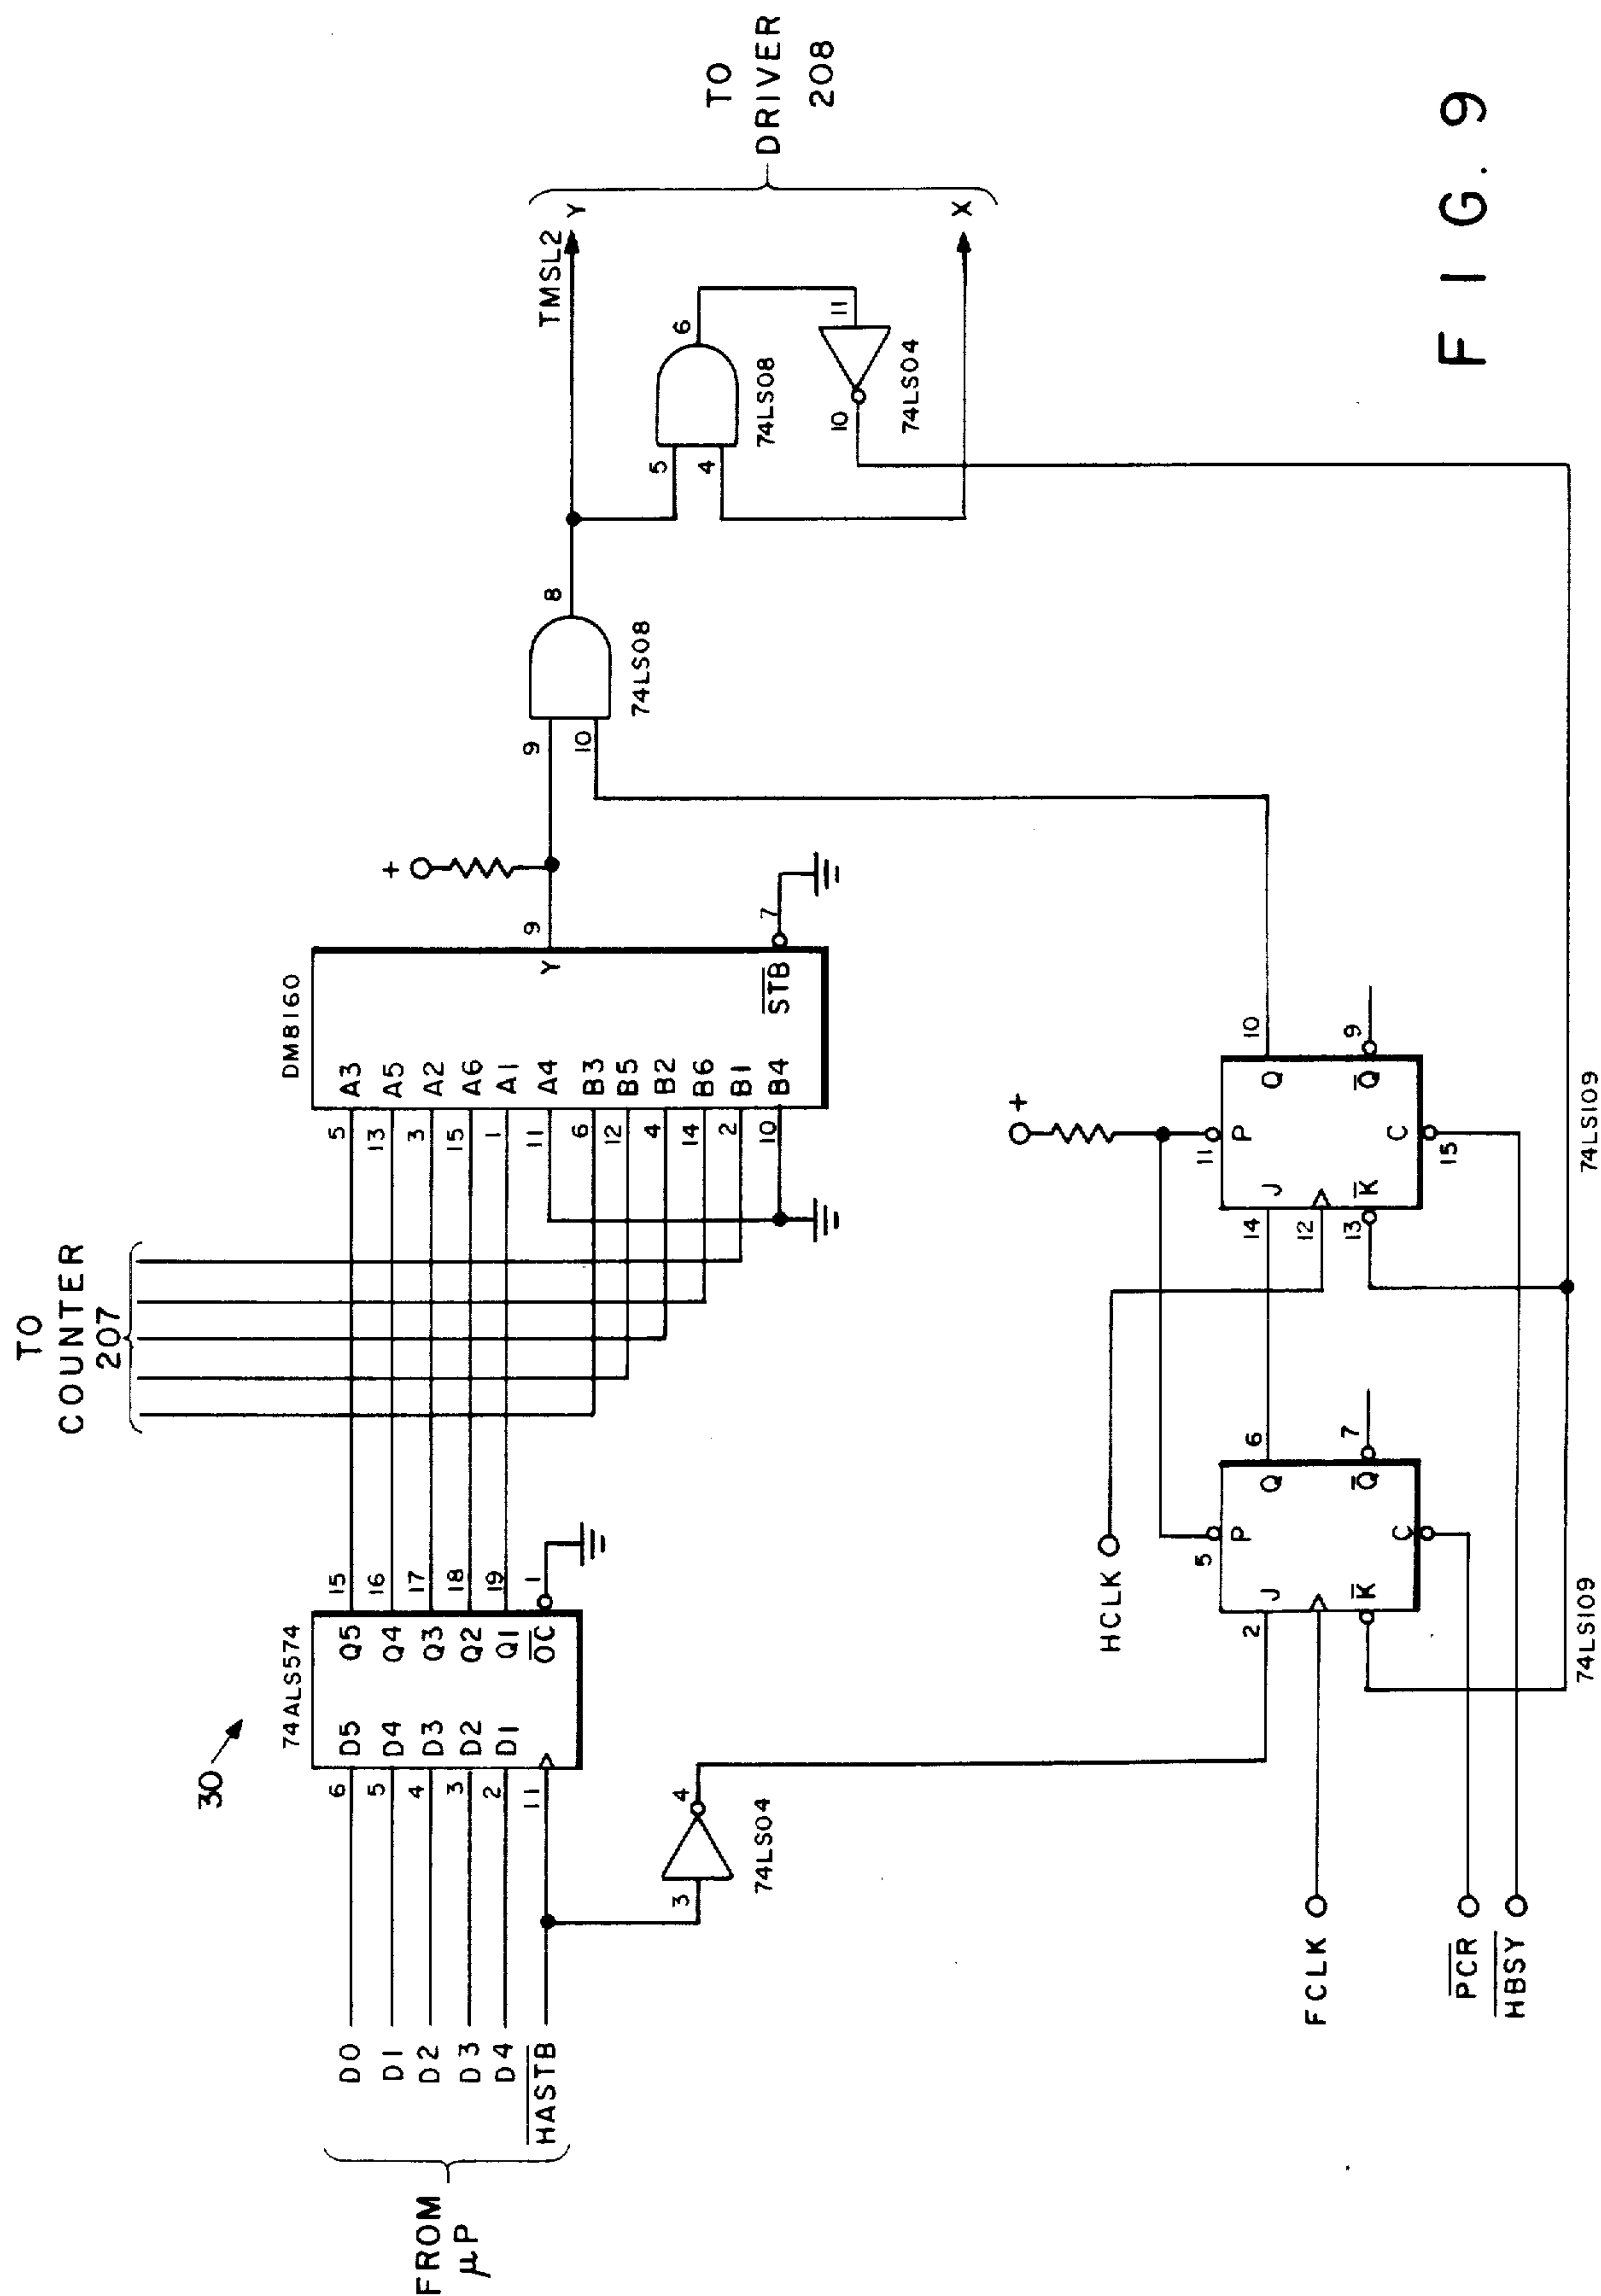 FROM
μP
D0
D1
D2
D3
D4
HASTB
30
74ALS574
6 D5 Q5 15
5 D4 Q4 16
4 D3 Q3 17
3 D2 Q2 18
2 D1 Q1 19
11 OC 1
3 4
74LS04
TO
COUNTER
207
DM8160
5 A3
13 A5
3 A2
15 A6
1 A1
11 A4
6 B3
12 B5
4 B2
14 B6
2 B1
10 B4
Y 9
STB 7
+
9
10
8
74LS08
TMSL2
Y
5
4
6
74LS08
11
10
74LS04
X
TO
DRIVER
208
HCLK
FCLK
PCR
HBSY
2 J
5 P
Q 6
K
Q 7
C
74LS109
+
11 P
14 J
12
13 K
Q 10
Q 9
C
15
74LS109
FIG. 9